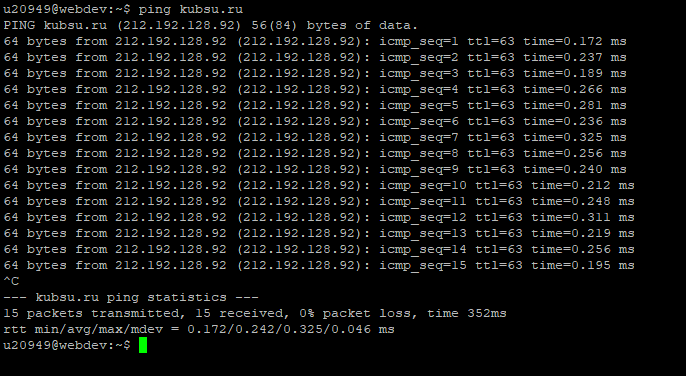 u20949@webdev:~$ ping kubsu.ru
PING kubsu.ru (212.192.128.92) 56(84) bytes of data.
64 bytes from 212.192.128.92 (212.192.128.92): icmp_seq=1 ttl=63 time=0.172 ms
64 bytes from 212.192.128.92 (212.192.128.92): icmp_seq=2 ttl=63 time=0.237 ms
64 bytes from 212.192.128.92 (212.192.128.92): icmp_seq=3 ttl=63 time=0.189 ms
64 bytes from 212.192.128.92 (212.192.128.92): icmp_seq=4 ttl=63 time=0.266 ms
64 bytes from 212.192.128.92 (212.192.128.92): icmp_seq=5 ttl=63 time=0.281 ms
64 bytes from 212.192.128.92 (212.192.128.92): icmp_seq=6 ttl=63 time=0.236 ms
64 bytes from 212.192.128.92 (212.192.128.92): icmp_seq=7 ttl=63 time=0.325 ms
64 bytes from 212.192.128.92 (212.192.128.92): icmp_seq=8 ttl=63 time=0.256 ms
64 bytes from 212.192.128.92 (212.192.128.92): icmp_seq=9 ttl=63 time=0.240 ms
64 bytes from 212.192.128.92 (212.192.128.92): icmp_seq=10 ttl=63 time=0.212 ms
64 bytes from 212.192.128.92 (212.192.128.92): icmp_seq=11 ttl=63 time=0.248 ms
64 bytes from 212.192.128.92 (212.192.128.92): icmp_seq=12 ttl=63 time=0.311 ms
64 bytes from 212.192.128.92 (212.192.128.92): icmp_seq=13 ttl=63 time=0.219 ms
64 bytes from 212.192.128.92 (212.192.128.92): icmp_seq=14 ttl=63 time=0.256 ms
64 bytes from 212.192.128.92 (212.192.128.92): icmp_seq=15 ttl=63 time=0.195 ms
^C
--- kubsu.ru ping statistics ---
15 packets transmitted, 15 received, 0% packet loss, time 352ms
rtt min/avg/max/mdev = 0.172/0.242/0.325/0.046 ms
u20949@webdev:~$